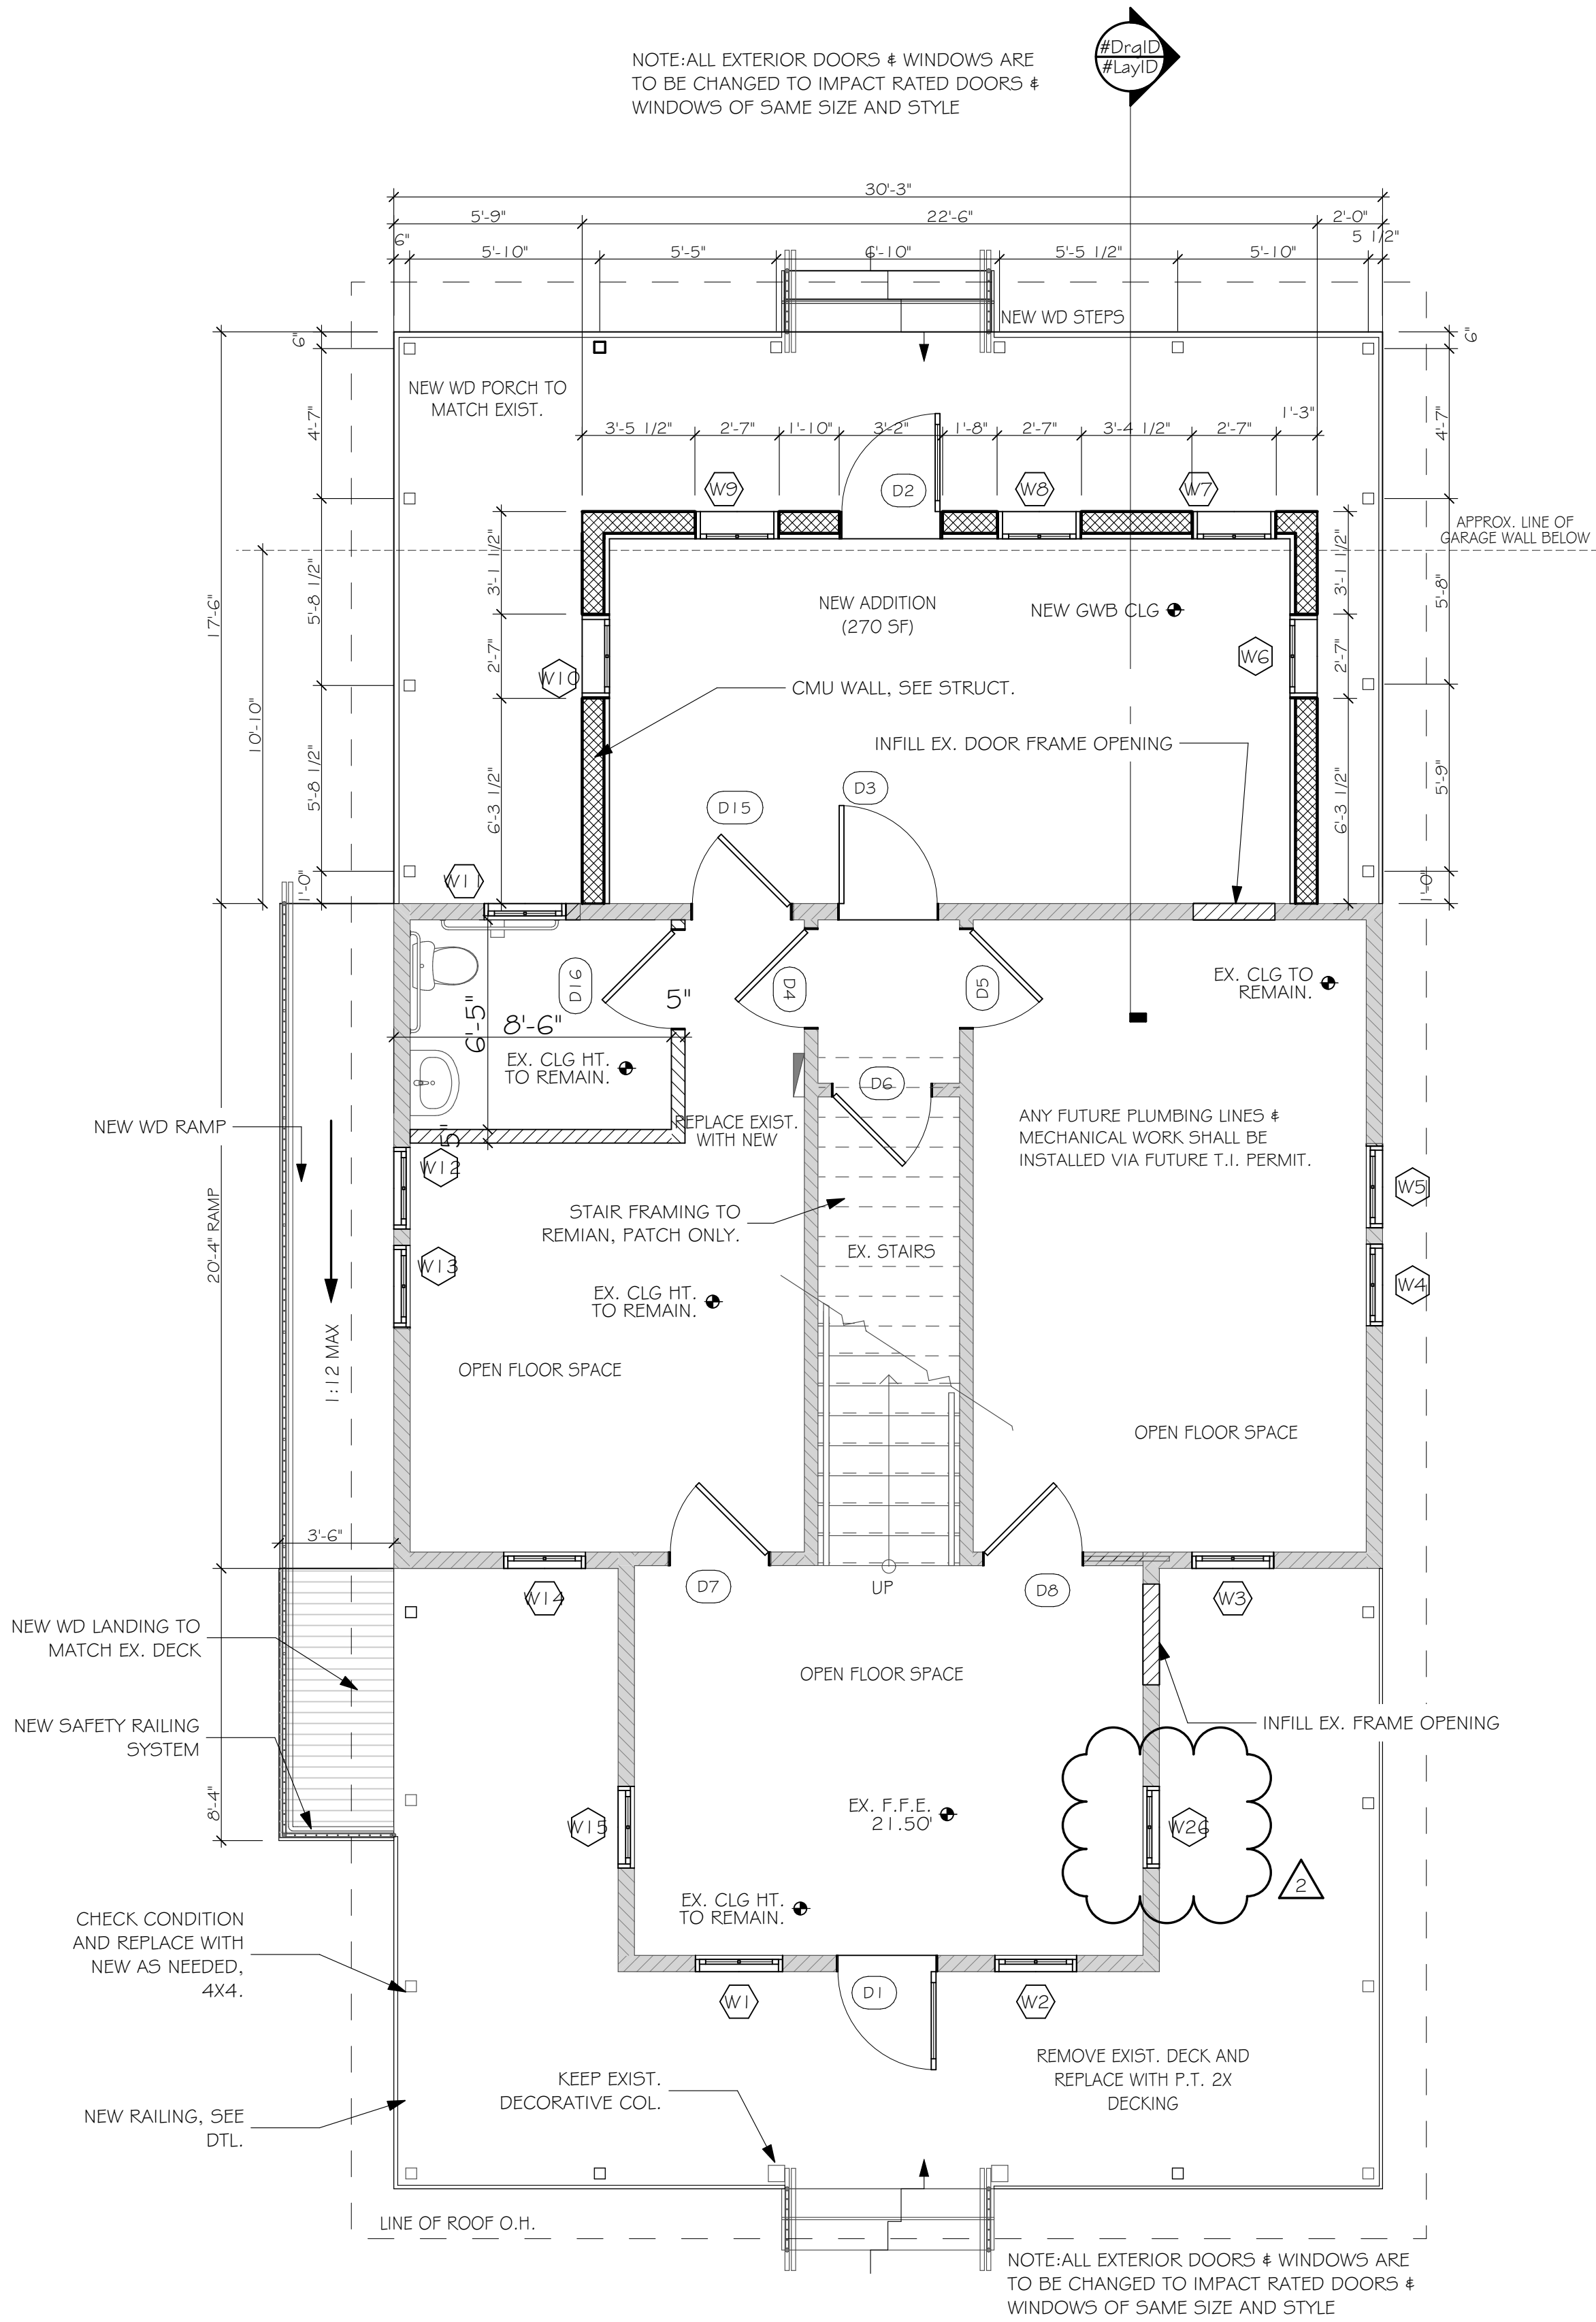 NOTE:ALL EXTERIOR DOORS & WINDOWS ARE
TO BE CHANGED TO IMPACT RATED DOORS &
WINDOWS OF SAME SIZE AND STYLE
#DrgID
#LayID
30'-3"
5'-9"
22'-6"
2'-0"
6"
5'-10"
5'-5"
6'-10"
5'-5 1/2"
5'-10"
5 1/2"
NEW WD STEPS
6"
6"
NEW WD PORCH TO
MATCH EXIST.
4'-7"
4'-7"
3'-5 1/2"
2'-7"
1'-10"
3'-2"
1'-8"
2'-7"
3'-4 1/2"
2'-7"
1'-3"
W9
D2
W8
W7
APPROX. LINE OF
GARAGE WALL BELOW
17'-6"
10'-10"
5'-8 1/2"
3'-1 1/2"
3'-1 1/2"
5'-8"
NEW ADDITION
(270 SF)
NEW GWB CLG
2'-7"
W10
W6
2'-7"
CMU WALL, SEE STRUCT.
INFILL EX. DOOR FRAME OPENING
5'-8 1/2"
6'-3 1/2"
D15
D3
6'-3 1/2"
5'-9"
1'-0"
W11
1'-0"
D16
D4
D5
EX. CLG TO
REMAIN.
6'-5"
8'-6"
5"
EX. CLG HT.
TO REMAIN.
D6
5"
REPLACE EXIST.
WITH NEW
ANY FUTURE PLUMBING LINES &
MECHANICAL WORK SHALL BE
INSTALLED VIA FUTURE T.I. PERMIT.
NEW WD RAMP
W12
W5
STAIR FRAMING TO
REMIAN, PATCH ONLY.
20'-4" RAMP
EX. STAIRS
W13
W4
EX. CLG HT.
TO REMAIN.
1:12 MAX
OPEN FLOOR SPACE
OPEN FLOOR SPACE
3'-6"
W14
D7
UP
D8
W3
NEW WD LANDING TO
MATCH EX. DECK
OPEN FLOOR SPACE
NEW SAFETY RAILING
SYSTEM
INFILL EX. FRAME OPENING
8'-4"
W15
EX. F.F.E.
21.50'
W26
2
EX. CLG HT.
TO REMAIN.
CHECK CONDITION
AND REPLACE WITH
NEW AS NEEDED,
4X4.
W1
D1
W2
REMOVE EXIST. DECK AND
REPLACE WITH P.T. 2X
DECKING
KEEP EXIST.
DECORATIVE COL.
NEW RAILING, SEE
DTL.
LINE OF ROOF O.H.
NOTE:ALL EXTERIOR DOORS & WINDOWS ARE
TO BE CHANGED TO IMPACT RATED DOORS &
WINDOWS OF SAME SIZE AND STYLE